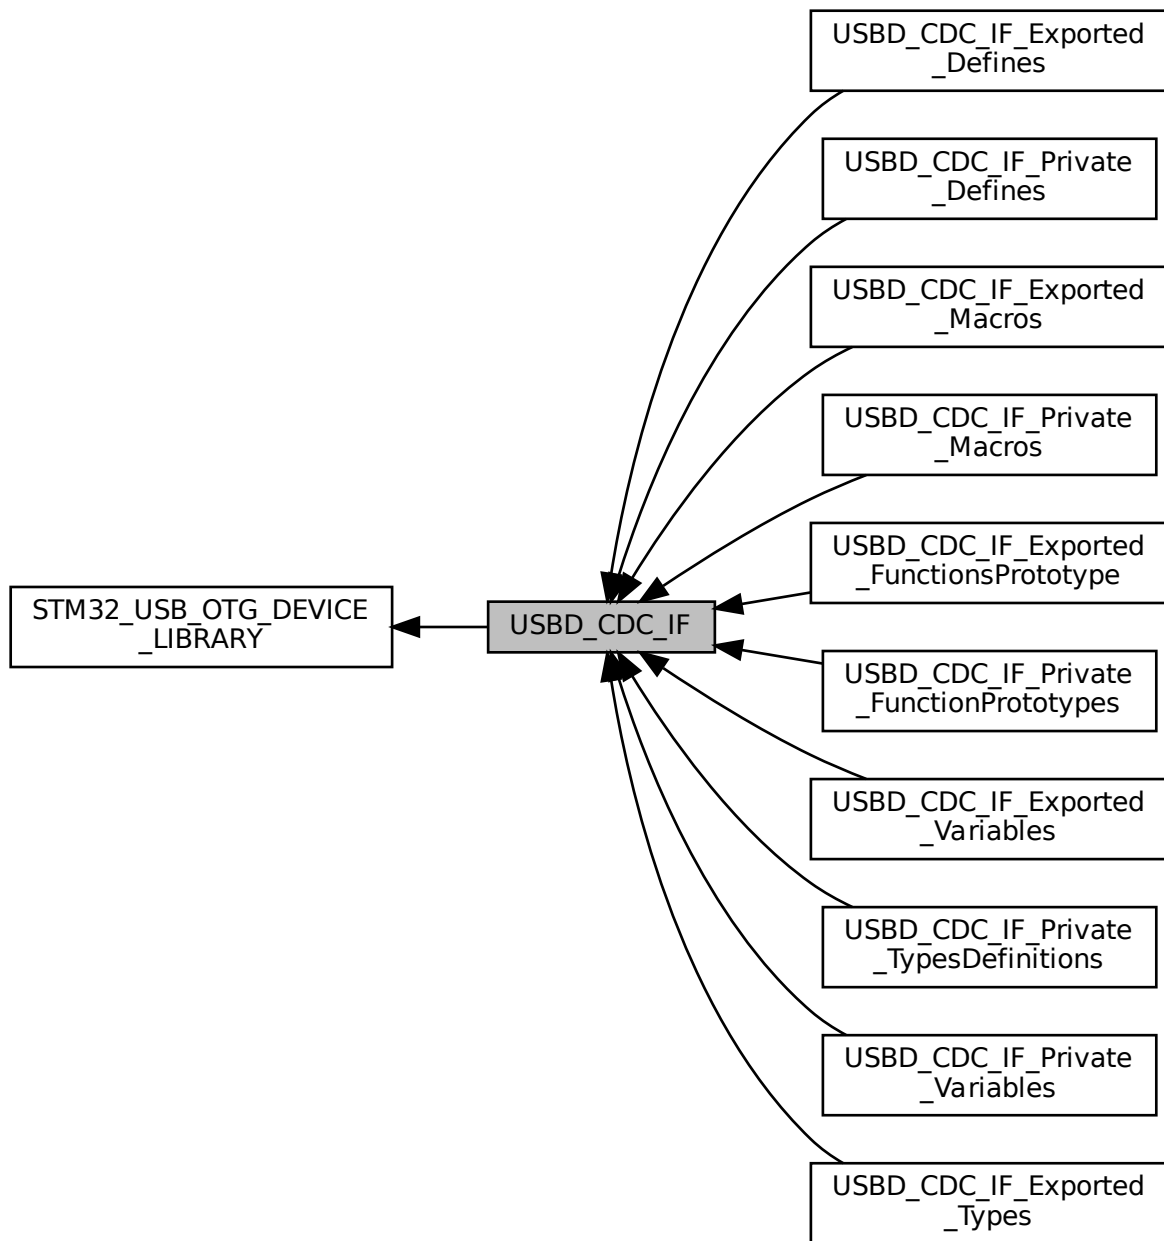 USBD_CDC_IF_Exported
_Defines
USBD_CDC_IF_Private
_Defines
USBD_CDC_IF_Exported
_Macros
USBD_CDC_IF_Private
_Macros
USBD_CDC_IF_Exported
_FunctionsPrototype
STM32_USB_OTG_DEVICE
_LIBRARY
USBD_CDC_IF
USBD_CDC_IF_Private
_FunctionPrototypes
USBD_CDC_IF_Exported
_Variables
USBD_CDC_IF_Private
_TypesDefinitions
USBD_CDC_IF_Private
_Variables
USBD_CDC_IF_Exported
_Types